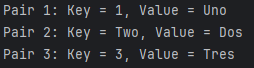 Pair 1: Key = 1, Value = Uno
Pair 2: Key = Two, Value = Dos
Pair 3: Key = 3, Value = Tres